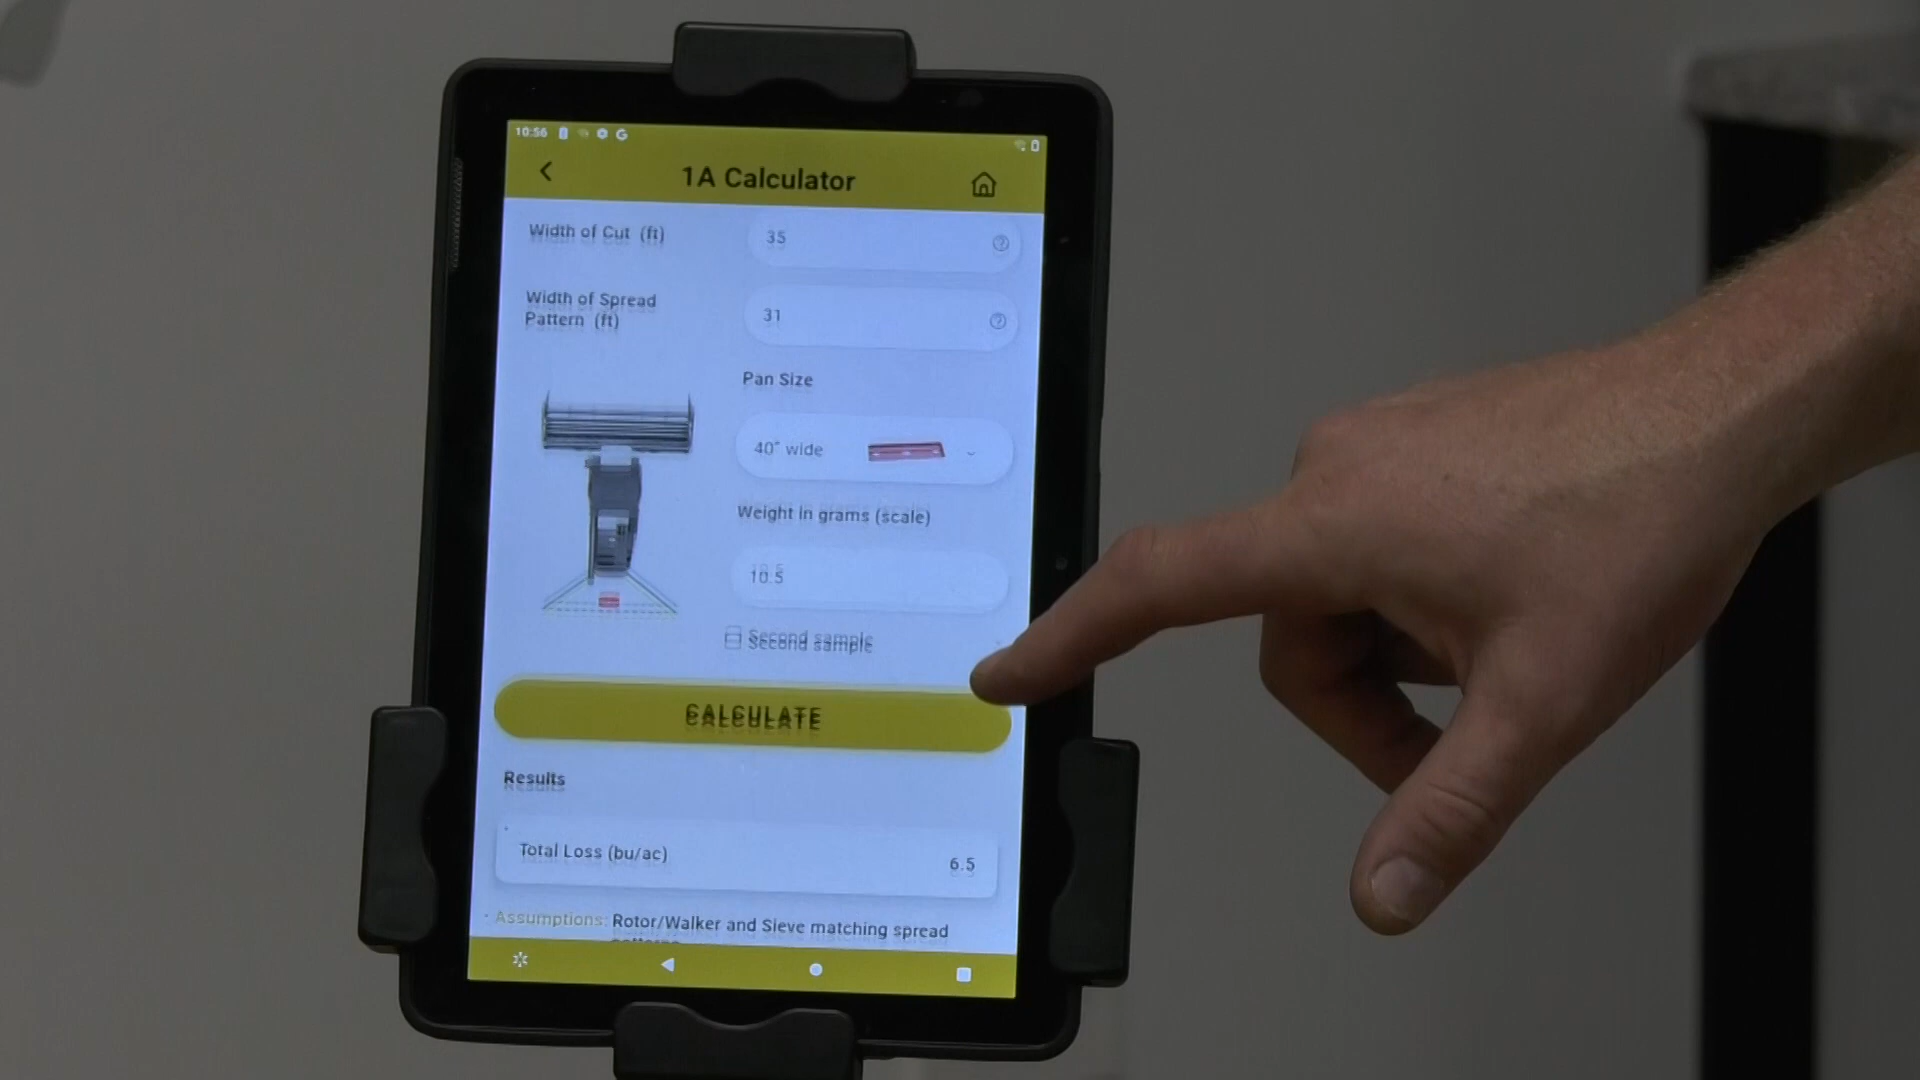 10:56
1A Calculator
Width of Cut (ft)
35
Width of Spread
Pattern (ft)
31
Pan Size
40" wide
Weight in grams (scale)
10.5
Second sample
CALCULATE
Results
Total Loss (bu/ac)
6.5
Assumptions: Rotor/Walker and Sieve matching spread